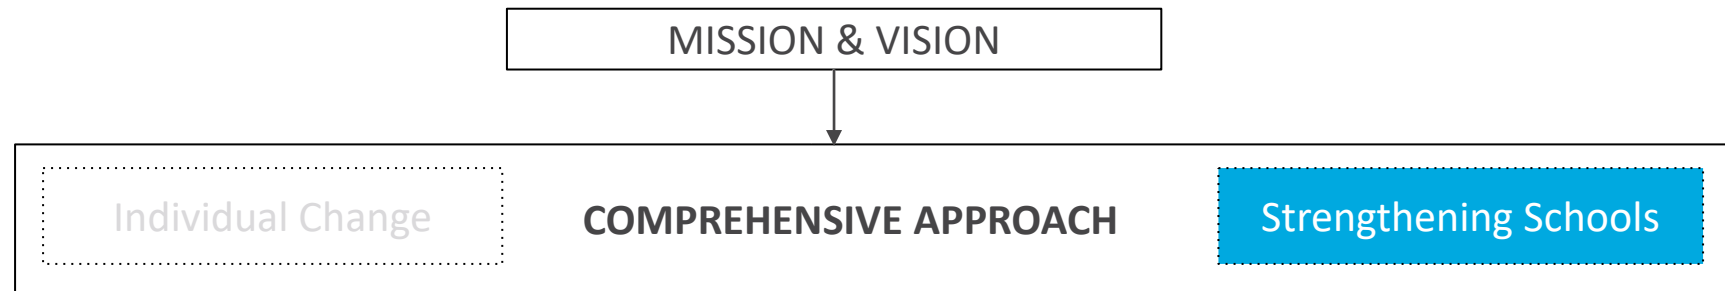 MISSION & VISION
Individual Change
COMPREHENSIVE APPROACH
Strengthening Schools